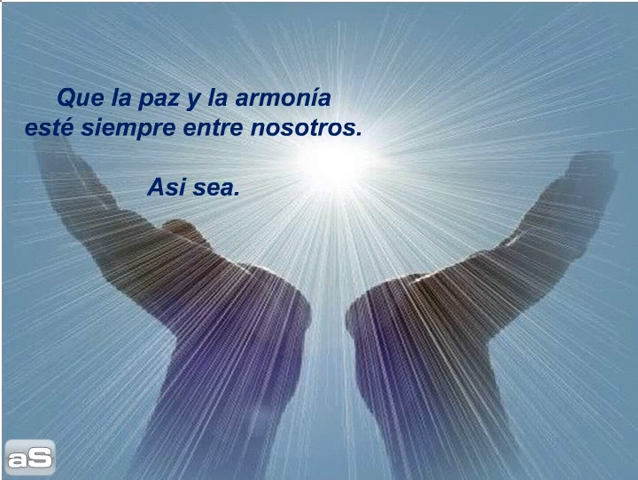 Que la paz y la armonía
esté siempre entre nosotros.
Asi sea.
aS